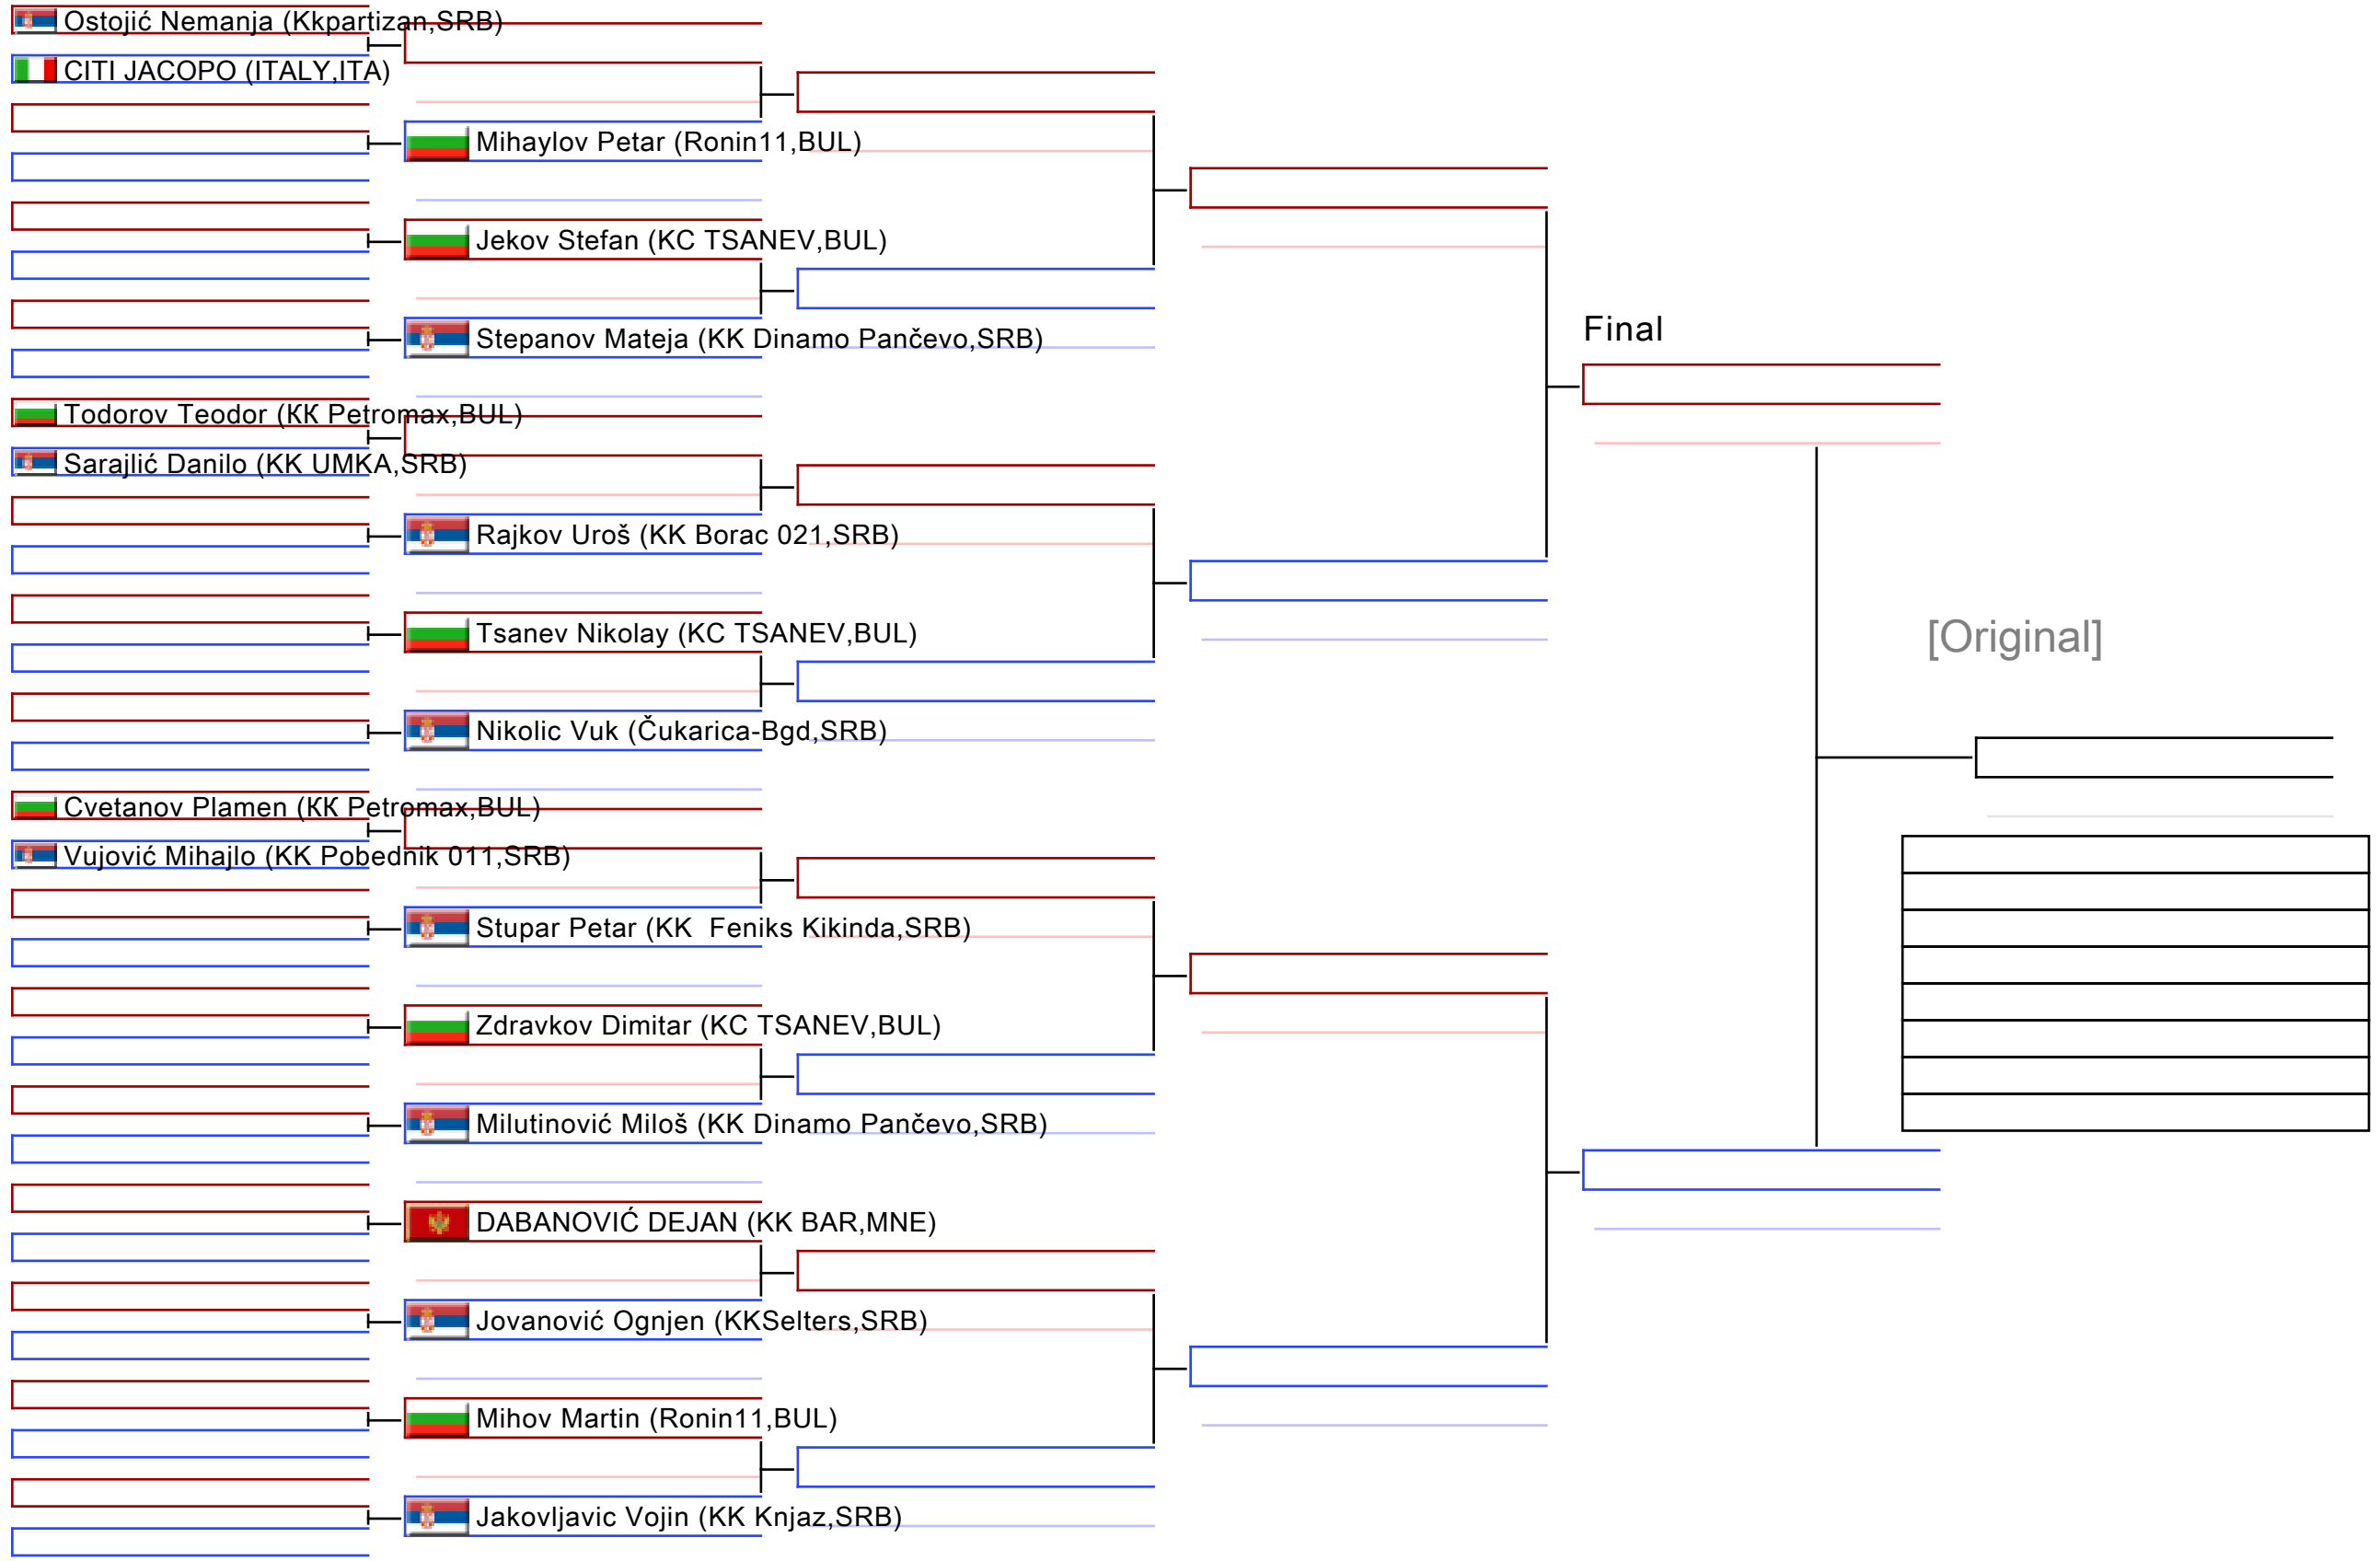 Ostojić Nemanja (Kkpartizan,SRB)
CITI JACOPO (ITALY,ITA)
Mihaylov Petar (Ronin11,BUL)
Jekov Stefan (KC TSANEV,BUL)
Stepanov Mateja (KK Dinamo Pančevo,SRB)
Final
Todorov Teodor (КК Petromax,BUL)
Sarajlić Danilo (KK UMKA,SRB)
Rajkov Uroš (KK Borac 021,SRB)
Tsanev Nikolay (KC TSANEV,BUL)
[Original]
Nikolic Vuk (Čukarica-Bgd,SRB)
Cvetanov Plamen (КК Petromax,BUL)
Vujović Mihajlo (KK Pobednik 011,SRB)
Stupar Petar (KK  Feniks Kikinda,SRB)
Zdravkov Dimitar (KC TSANEV,BUL)
Milutinović Miloš (KK Dinamo Pančevo,SRB)
DABANOVIĆ DEJAN (KK BAR,MNE)
Jovanović Ognjen (KKSelters,SRB)
Mihov Martin (Ronin11,BUL)
Jakovljavic Vojin (KK Knjaz,SRB)